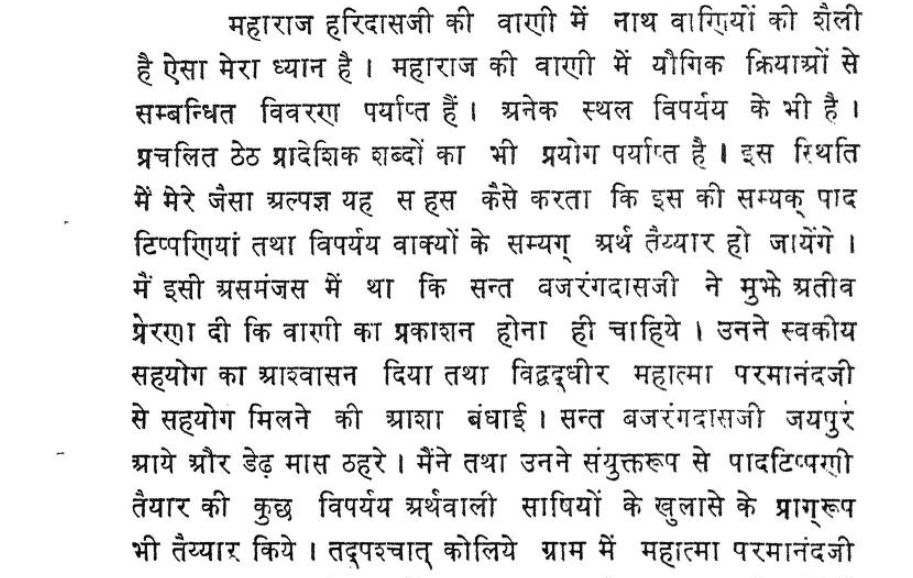 महाराज हरिदासजी की वाणी में नाथ वाणियों की शैली
है ऐसा मेरा ध्यान है । महाराज की वाणी में यौगिक क्रियाओं से
सम्बन्धित विवरण पर्याप्त हैं । अनेक स्थल विपर्यय के भी है ।
प्रचलित ठेठ प्रादेशिक शब्दों का भी प्रयोग पर्याप्त है । इस स्थिति
में मेरे जैसा अल्पज्ञ यह स हस कैसे करता कि इस की सम्यक् पाद
टिप्पणियां तथा विपर्यय वाक्यों के सम्यग् अर्थ तैय्यार हो जायेंगे ।
मैं इसी असमंजस में था कि सन्त वजरंगदासजी ने मुझे अतीव
प्रेरणा दी कि वाणी का प्रकाशन होना ही चाहिये । उनने स्वकीय
सहयोग का आश्वासन दिया तथा विद्वद्धीर महात्मा परमानंदजी
से सहयोग मिलने की आशा बंधाई । सन्त बजरंगदासजी जयपुर
आये और डेढ़ मास ठहरे । मैंने तथा उनने संयुक्तरूप से पादटिप्पणी
तैयार की कुछ विपर्यय अर्थवाली साषियों के खुलासे के प्राग्रूप
भी तैय्यार किये । तद्पश्चात् कोलिये ग्राम में महात्मा परमानंदजी